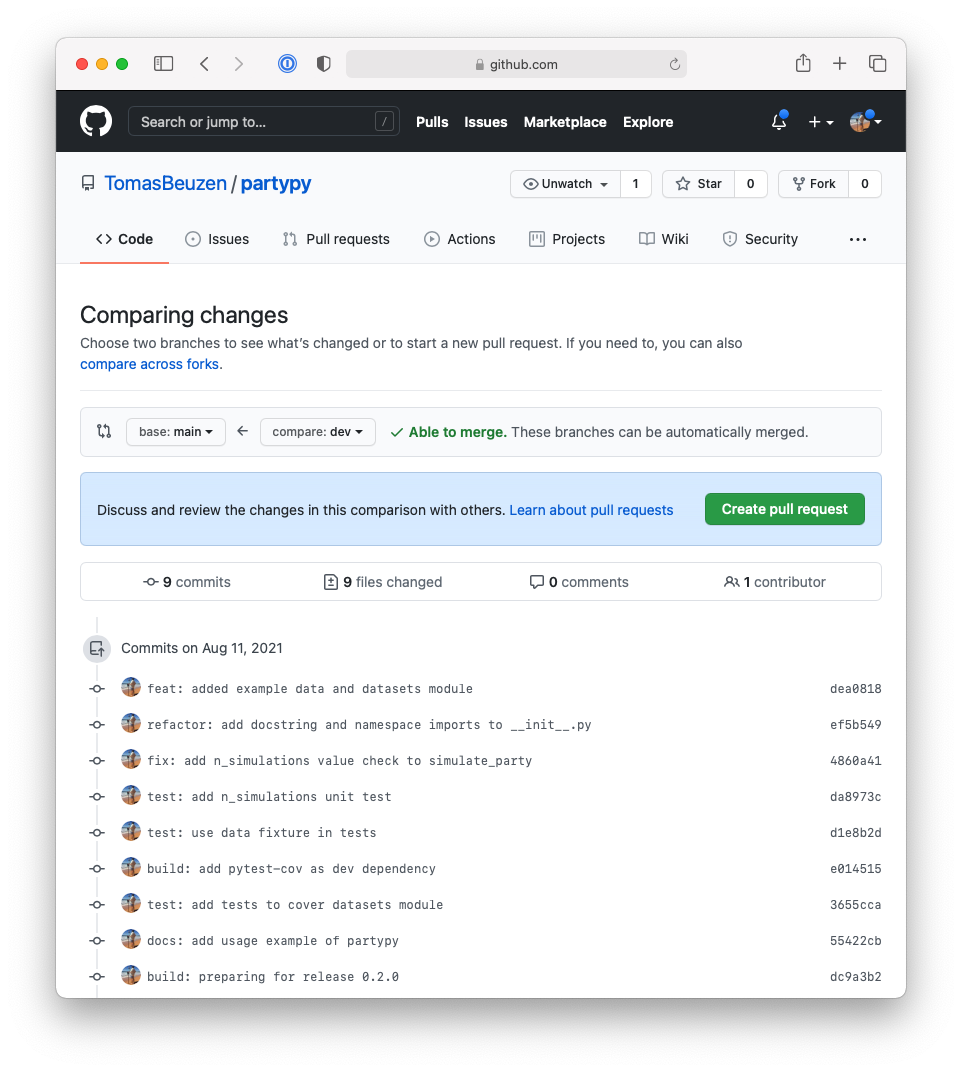 github.com
Search or jump to... /
Pulls Issues Marketplace Explore
TomasBeuzen / partypy
Unwatch 1 Star 0 Fork 0
Code Issues Pull requests Actions Projects Wiki Security
Comparing changes
Choose two branches to see what’s changed or to start a new pull request. If you need to, you can also
compare across forks.
base: main compare: dev Able to merge. These branches can be automatically merged.
Discuss and review the changes in this comparison with others. Learn about pull requests Create pull request
9 commits 9 files changed 0 comments 1 contributor
Commits on Aug 11, 2021
feat: added example data and datasets module dea0818
refactor: add docstring and namespace imports to __init__.py ef5b549
fix: add n_simulations value check to simulate_party 4860a41
test: add n_simulations unit test da8973c
test: use data fixture in tests d1e8b2d
build: add pytest-cov as dev dependency e014515
test: add tests to cover datasets module 3655cca
docs: add usage example of partypy 55422cb
build: preparing for release 0.2.0 dc9a3b2